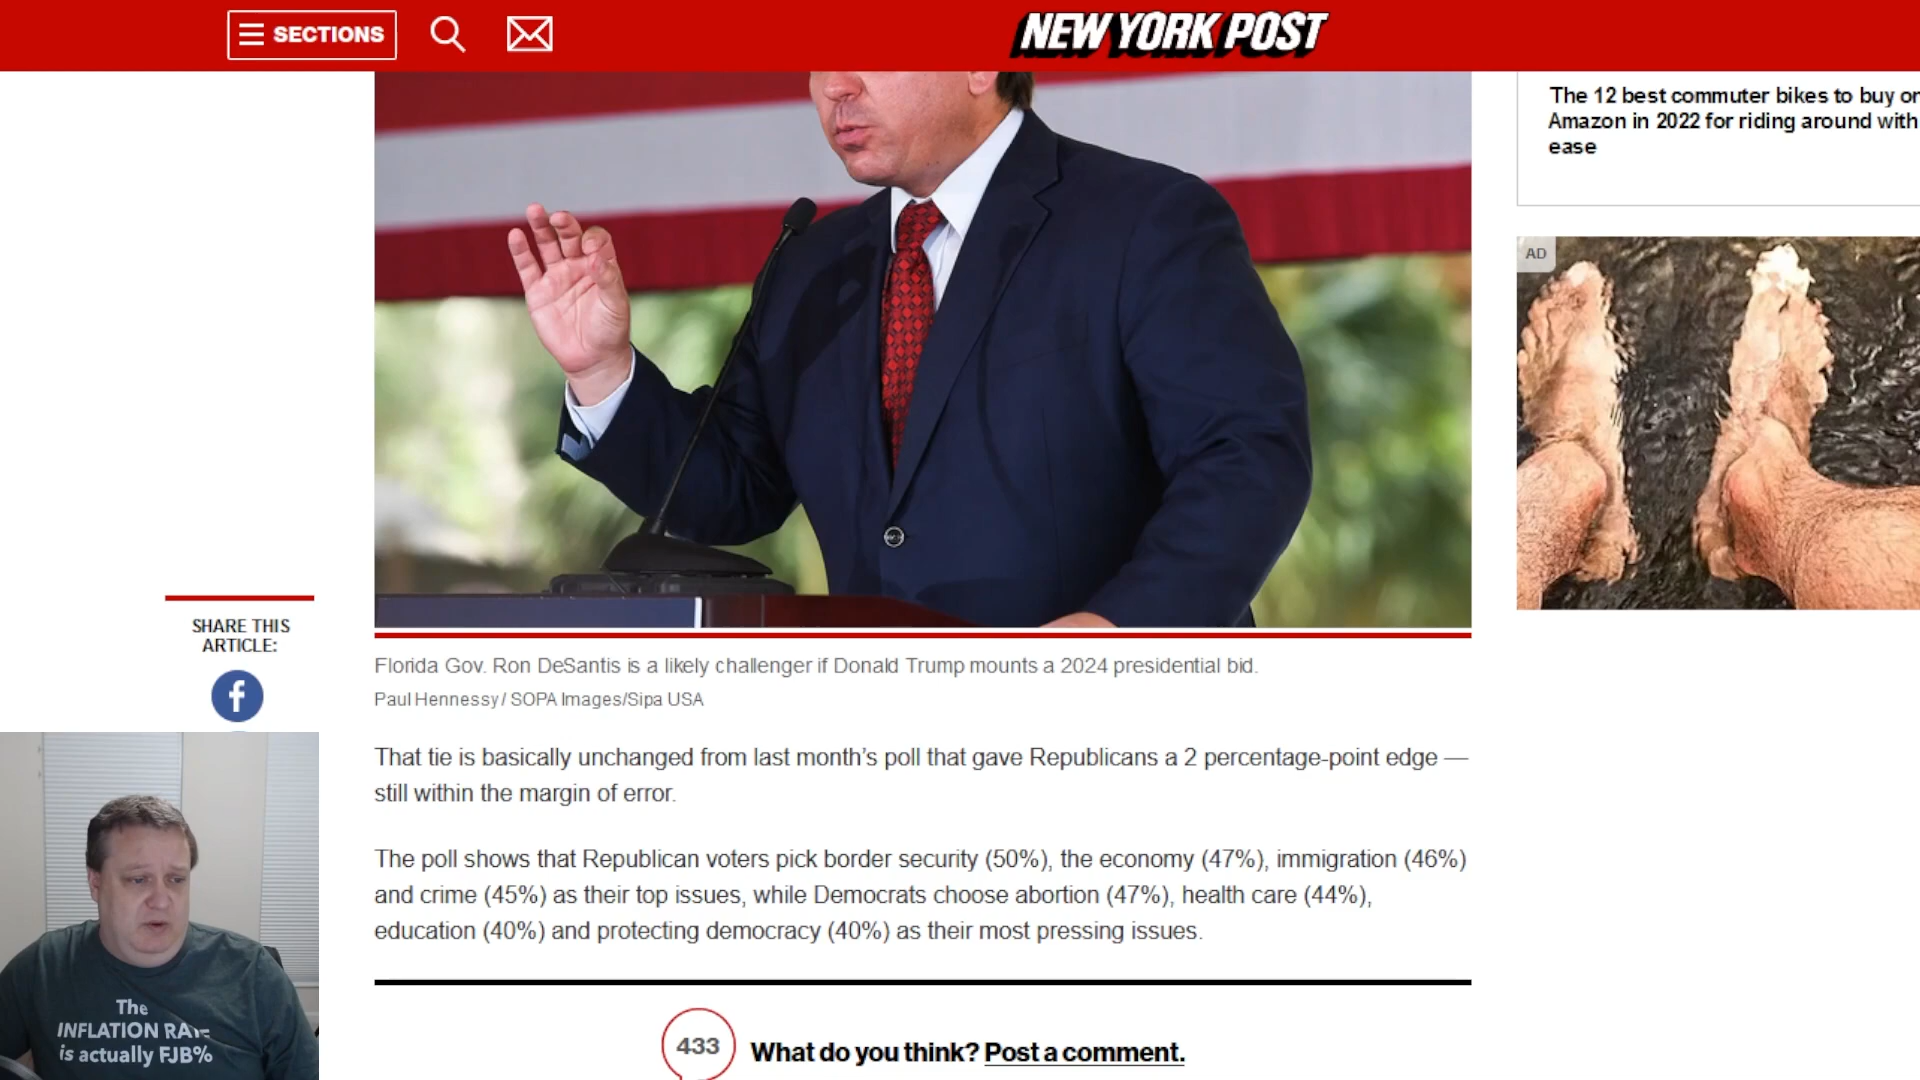 SECTIONS
NEW YORK POST
The 12 best commuter bikes to buy on
Amazon in 2022 for riding around with
ease
AD
SHARE THIS
ARTICLE:
f
Florida Gov. Ron DeSantis is a likely challenger if Donald Trump mounts a 2024 presidential bid.
Paul Hennessy / SOPA Images/Sipa USA
That tie is basically unchanged from last month’s poll that gave Republicans a 2 percentage-point edge —
still within the margin of error.
The poll shows that Republican voters pick border security (50%), the economy (47%), immigration (46%)
and crime (45%) as their top issues, while Democrats choose abortion (47%), health care (44%),
education (40%) and protecting democracy (40%) as their most pressing issues.
The
INFLATION RATE
is actually FJB%
433
What do you think? Post a comment.